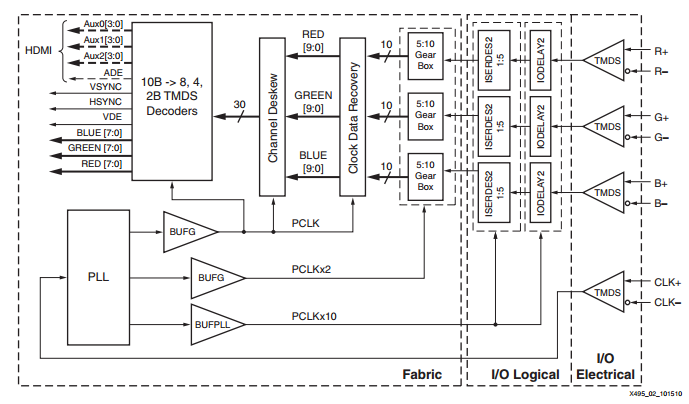 Aux0[3:0]
Aux1[3:0]
Aux2[3:0]
HDMI
ADE
VSYNC
HSYNC
VDE
BLUE [7:0]
GREEN [7:0]
RED [7:0]
10B -> 8, 4,
2B TMDS
Decoders
30
Channel Deskew
RED
[9:0]
GREEN
[9:0]
BLUE
[9:0]
Clock Data Recovery
10
10
10
5:10
Gear
Box
5:10
Gear
Box
5:10
Gear
Box
ISERDES2
1:5
ISERDES2
1:5
ISERDES2
1:5
IODELAY2
IODELAY2
IODELAY2
TMDS
R+
R–
TMDS
G+
G–
TMDS
B+
B–
PLL
BUFG
PCLK
BUFG
PCLKx2
BUFPLL
PCLKx10
TMDS
CLK+
CLK–
Fabric
I/O Logical
I/O
Electrical
X495_02_101510